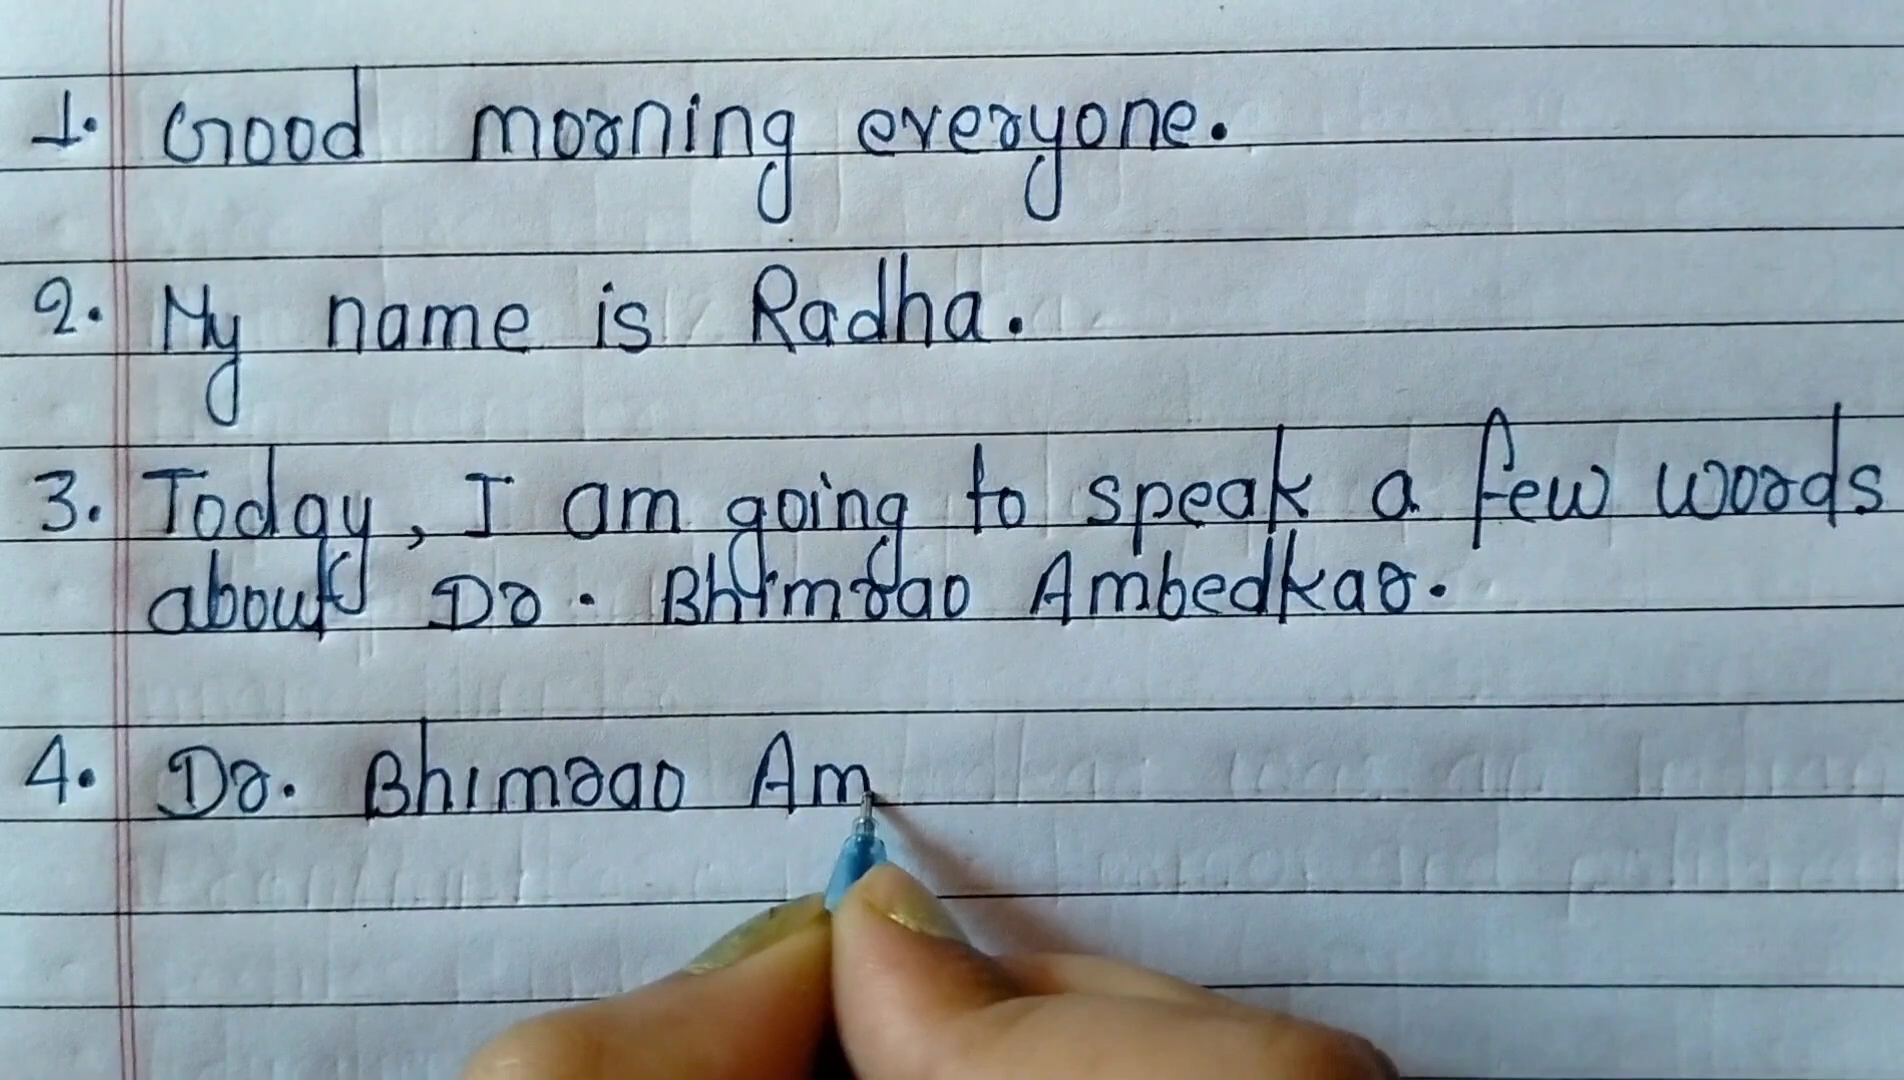 1. Good morning everyone.
2. My name is Radha.
3. Today, I am going to speak a few words
about Dr. Bhimrao Ambedkar.
4. Dr. Bhimrao Am